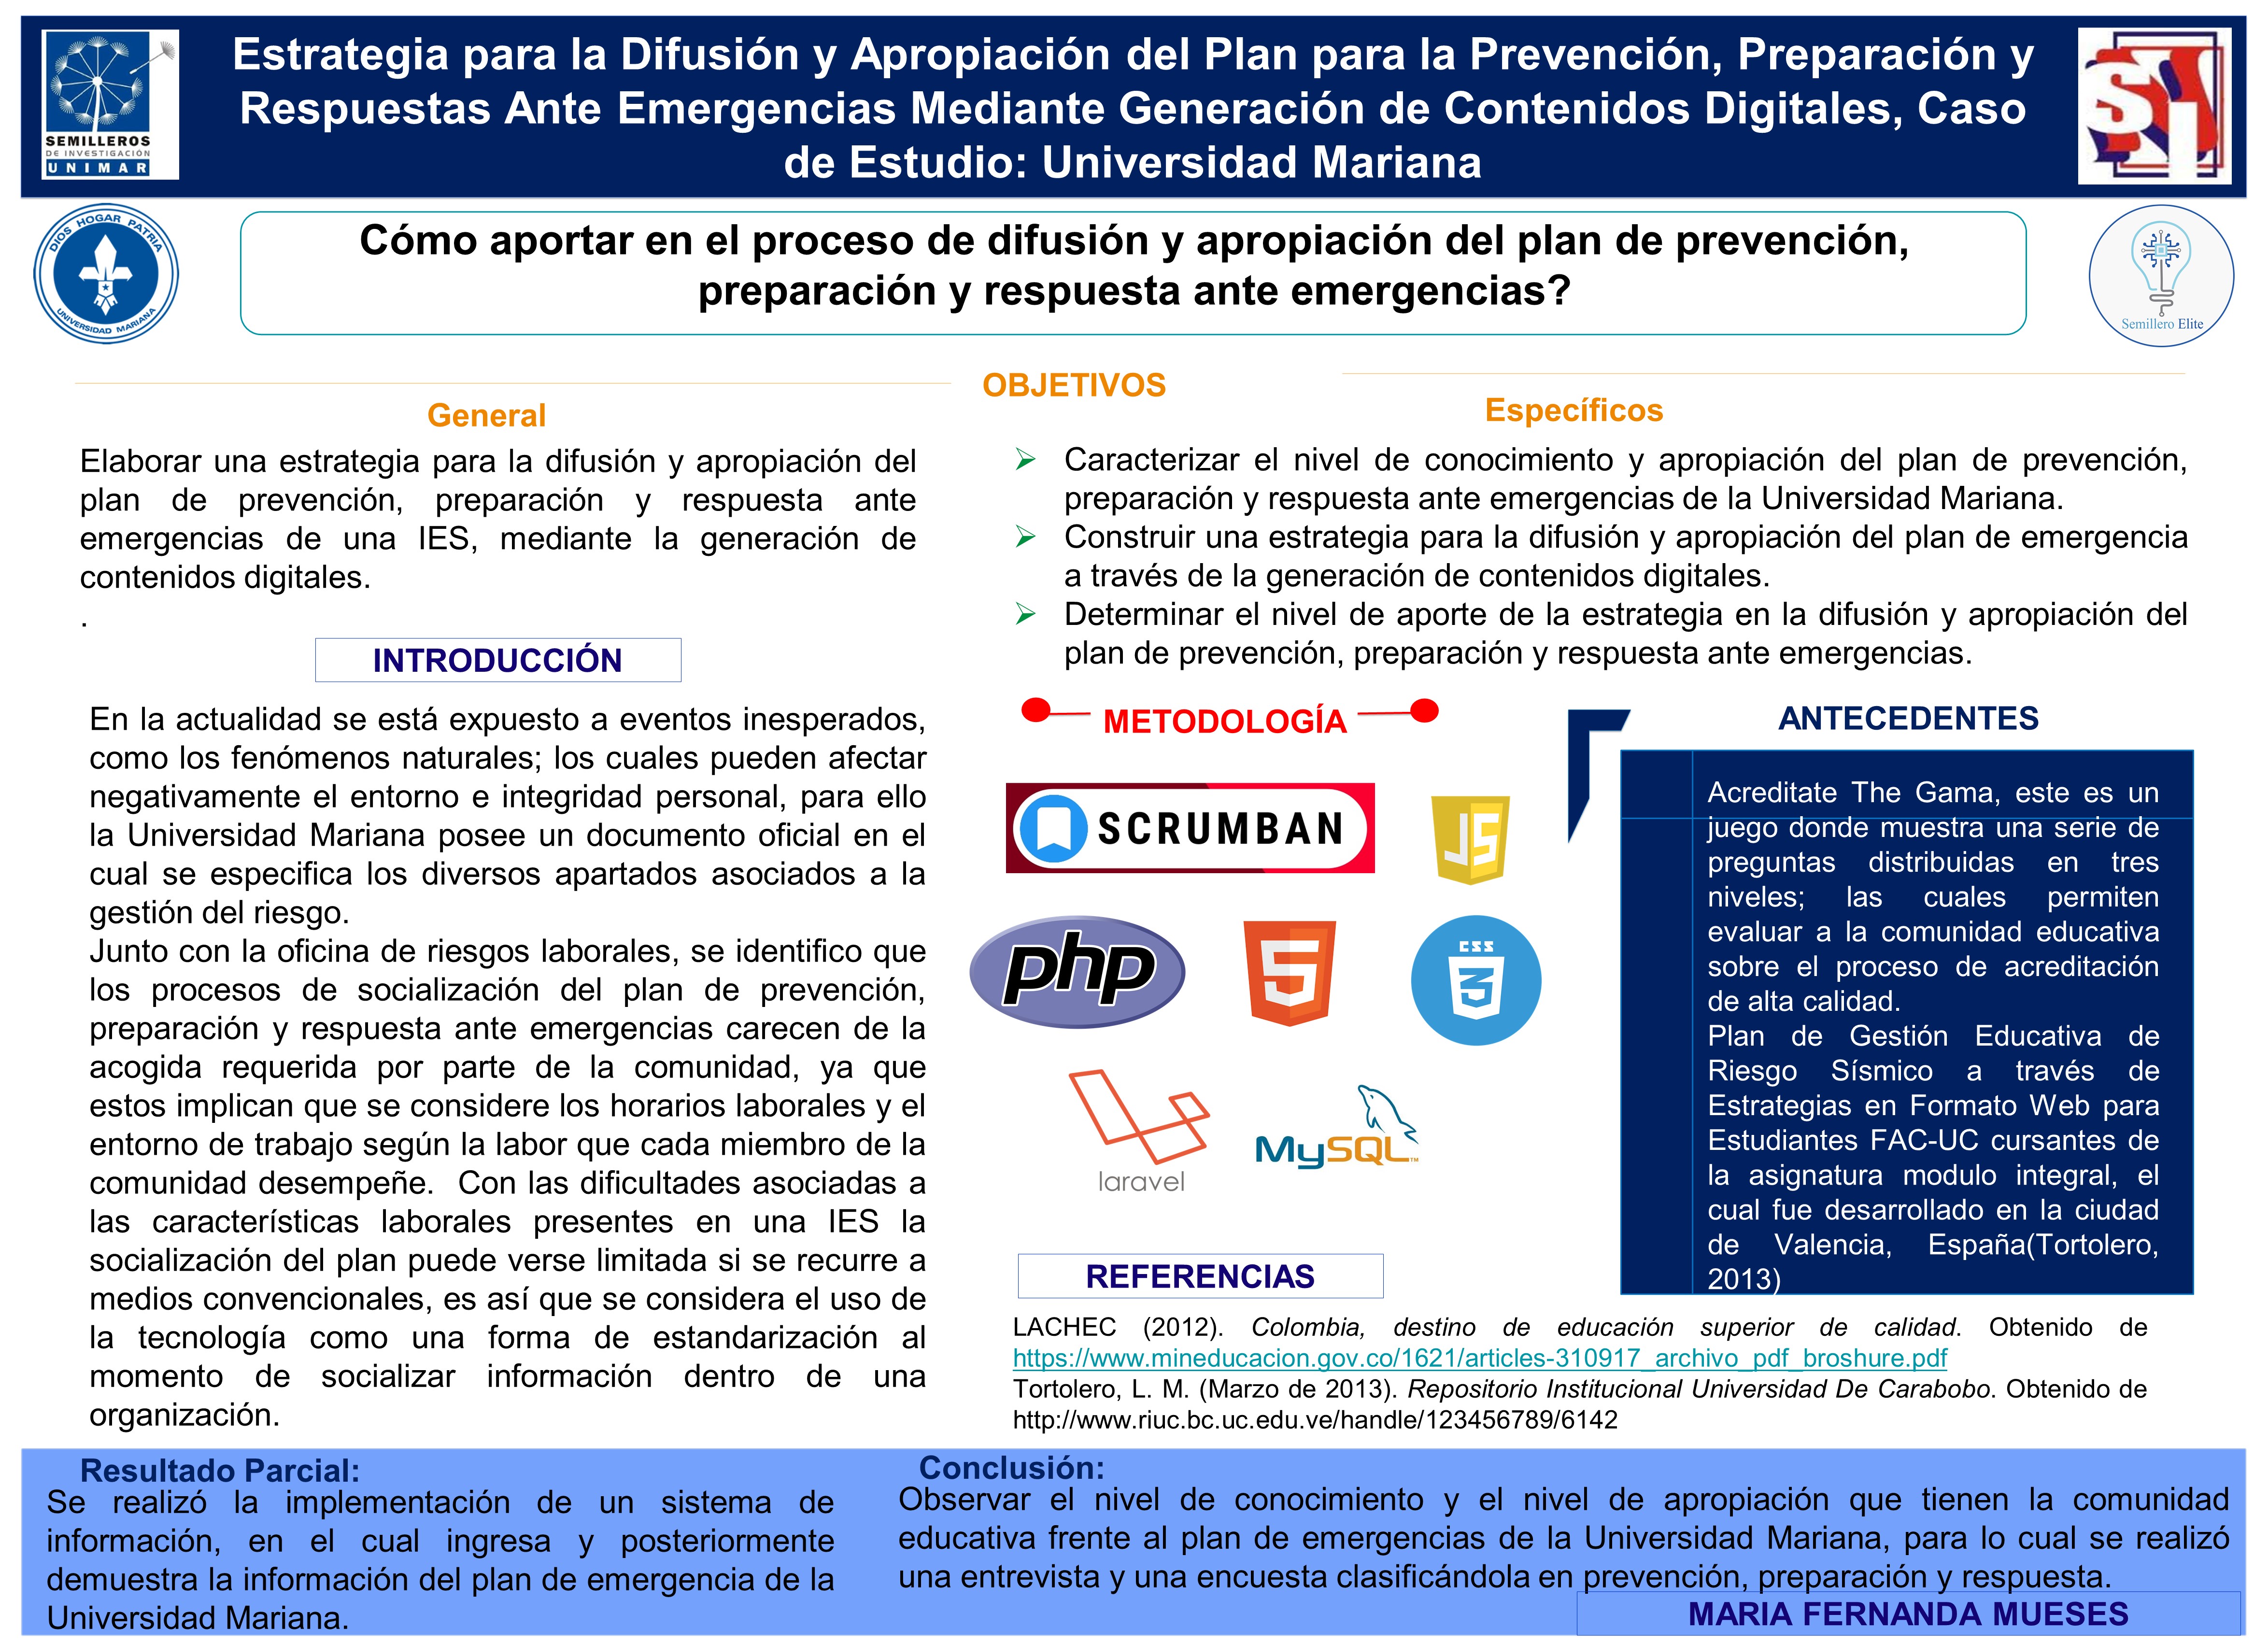 Estrategia para la Difusión y Apropiación del Plan para la Prevención, Preparación y
Respuestas Ante Emergencias Mediante Generación de Contenidos Digitales, Caso
de Estudio: Universidad Mariana
SEMILLEROS
DE INVESTIGACIÓN
UNIMAR
SI
DIOS HOGAR PATRIA
UNIVERSIDAD MARIANA
Cómo aportar en el proceso de difusión y apropiación del plan de prevención,
preparación y respuesta ante emergencias?
Semillero Elite
OBJETIVOS
General
Elaborar una estrategia para la difusión y apropiación del
plan de prevención, preparación y respuesta ante
emergencias de una IES, mediante la generación de
contenidos digitales.
.
Específicos
Caracterizar el nivel de conocimiento y apropiación del plan de prevención,
preparación y respuesta ante emergencias de la Universidad Mariana.
Construir una estrategia para la difusión y apropiación del plan de emergencia
a través de la generación de contenidos digitales.
Determinar el nivel de aporte de la estrategia en la difusión y apropiación del
plan de prevención, preparación y respuesta ante emergencias.
INTRODUCCIÓN
En la actualidad se está expuesto a eventos inesperados,
como los fenómenos naturales; los cuales pueden afectar
negativamente el entorno e integridad personal, para ello
la Universidad Mariana posee un documento oficial en el
cual se especifica los diversos apartados asociados a la
gestión del riesgo.
Junto con la oficina de riesgos laborales, se identifico que
los procesos de socialización del plan de prevención,
preparación y respuesta ante emergencias carecen de la
acogida requerida por parte de la comunidad, ya que
estos implican que se considere los horarios laborales y el
entorno de trabajo según la labor que cada miembro de la
comunidad desempeñe. Con las dificultades asociadas a
las características laborales presentes en una IES la
socialización del plan puede verse limitada si se recurre a
medios convencionales, es así que se considera el uso de
la tecnología como una forma de estandarización al
momento de socializar información dentro de una
organización.
METODOLOGÍA
SCRUMBAN
JS
php
5
CSS
3
laravel
MySQL™
ANTECEDENTES
Acreditate The Gama, este es un
juego donde muestra una serie de
preguntas distribuidas en tres
niveles; las cuales permiten
evaluar a la comunidad educativa
sobre el proceso de acreditación
de alta calidad.
Plan de Gestión Educativa de
Riesgo Sísmico a través de
Estrategias en Formato Web para
Estudiantes FAC-UC cursantes de
la asignatura modulo integral, el
cual fue desarrollado en la ciudad
de Valencia, España(Tortolero,
2013)
REFERENCIAS
LACHEC (2012). Colombia, destino de educación superior de calidad. Obtenido de
https://www.mineducacion.gov.co/1621/articles-310917_archivo_pdf_broshure.pdf
Tortolero, L. M. (Marzo de 2013). Repositorio Institucional Universidad De Carabobo. Obtenido de
http://www.riuc.bc.uc.edu.ve/handle/123456789/6142
Resultado Parcial:
Se realizó la implementación de un sistema de
información, en el cual ingresa y posteriormente
demuestra la información del plan de emergencia de la
Universidad Mariana.
Conclusión:
Observar el nivel de conocimiento y el nivel de apropiación que tienen la comunidad
educativa frente al plan de emergencias de la Universidad Mariana, para lo cual se realizó
una entrevista y una encuesta clasificándola en prevención, preparación y respuesta.
MARIA FERNANDA MUESES